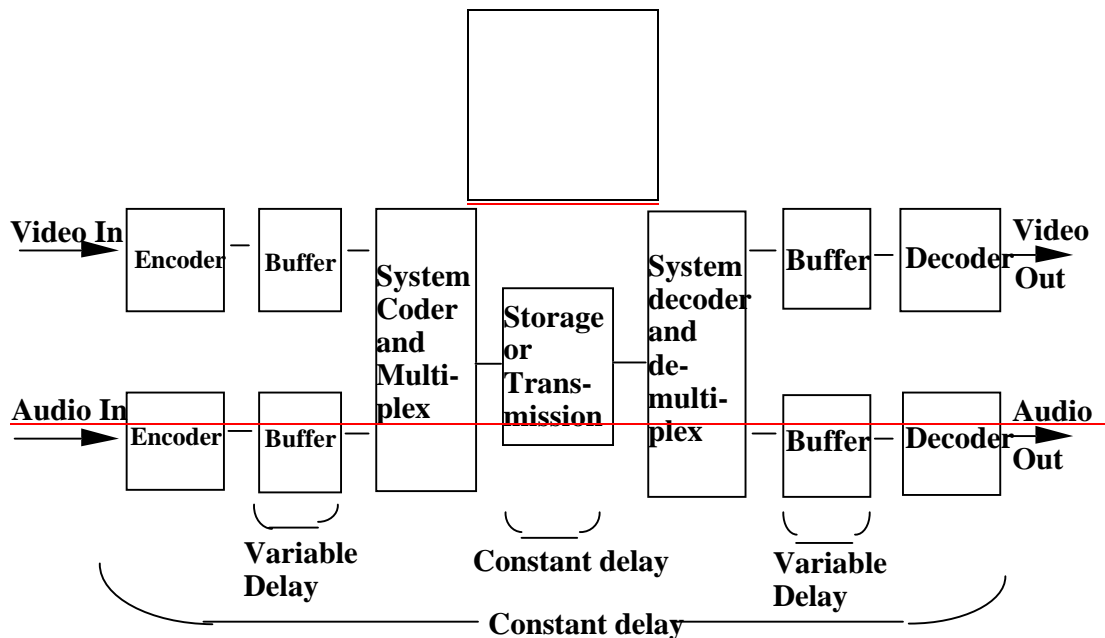 Video In
Encoder
Buffer
System
Coder
and
Multi-
plex
Storage
or
Trans-
mission
System
decoder
and
de-
multi-
plex
Buffer
Decoder
Video
Out
Audio In
Encoder
Buffer
Buffer
Decoder
Audio
Out
Variable
Delay
Constant delay
Variable
Delay
Constant delay